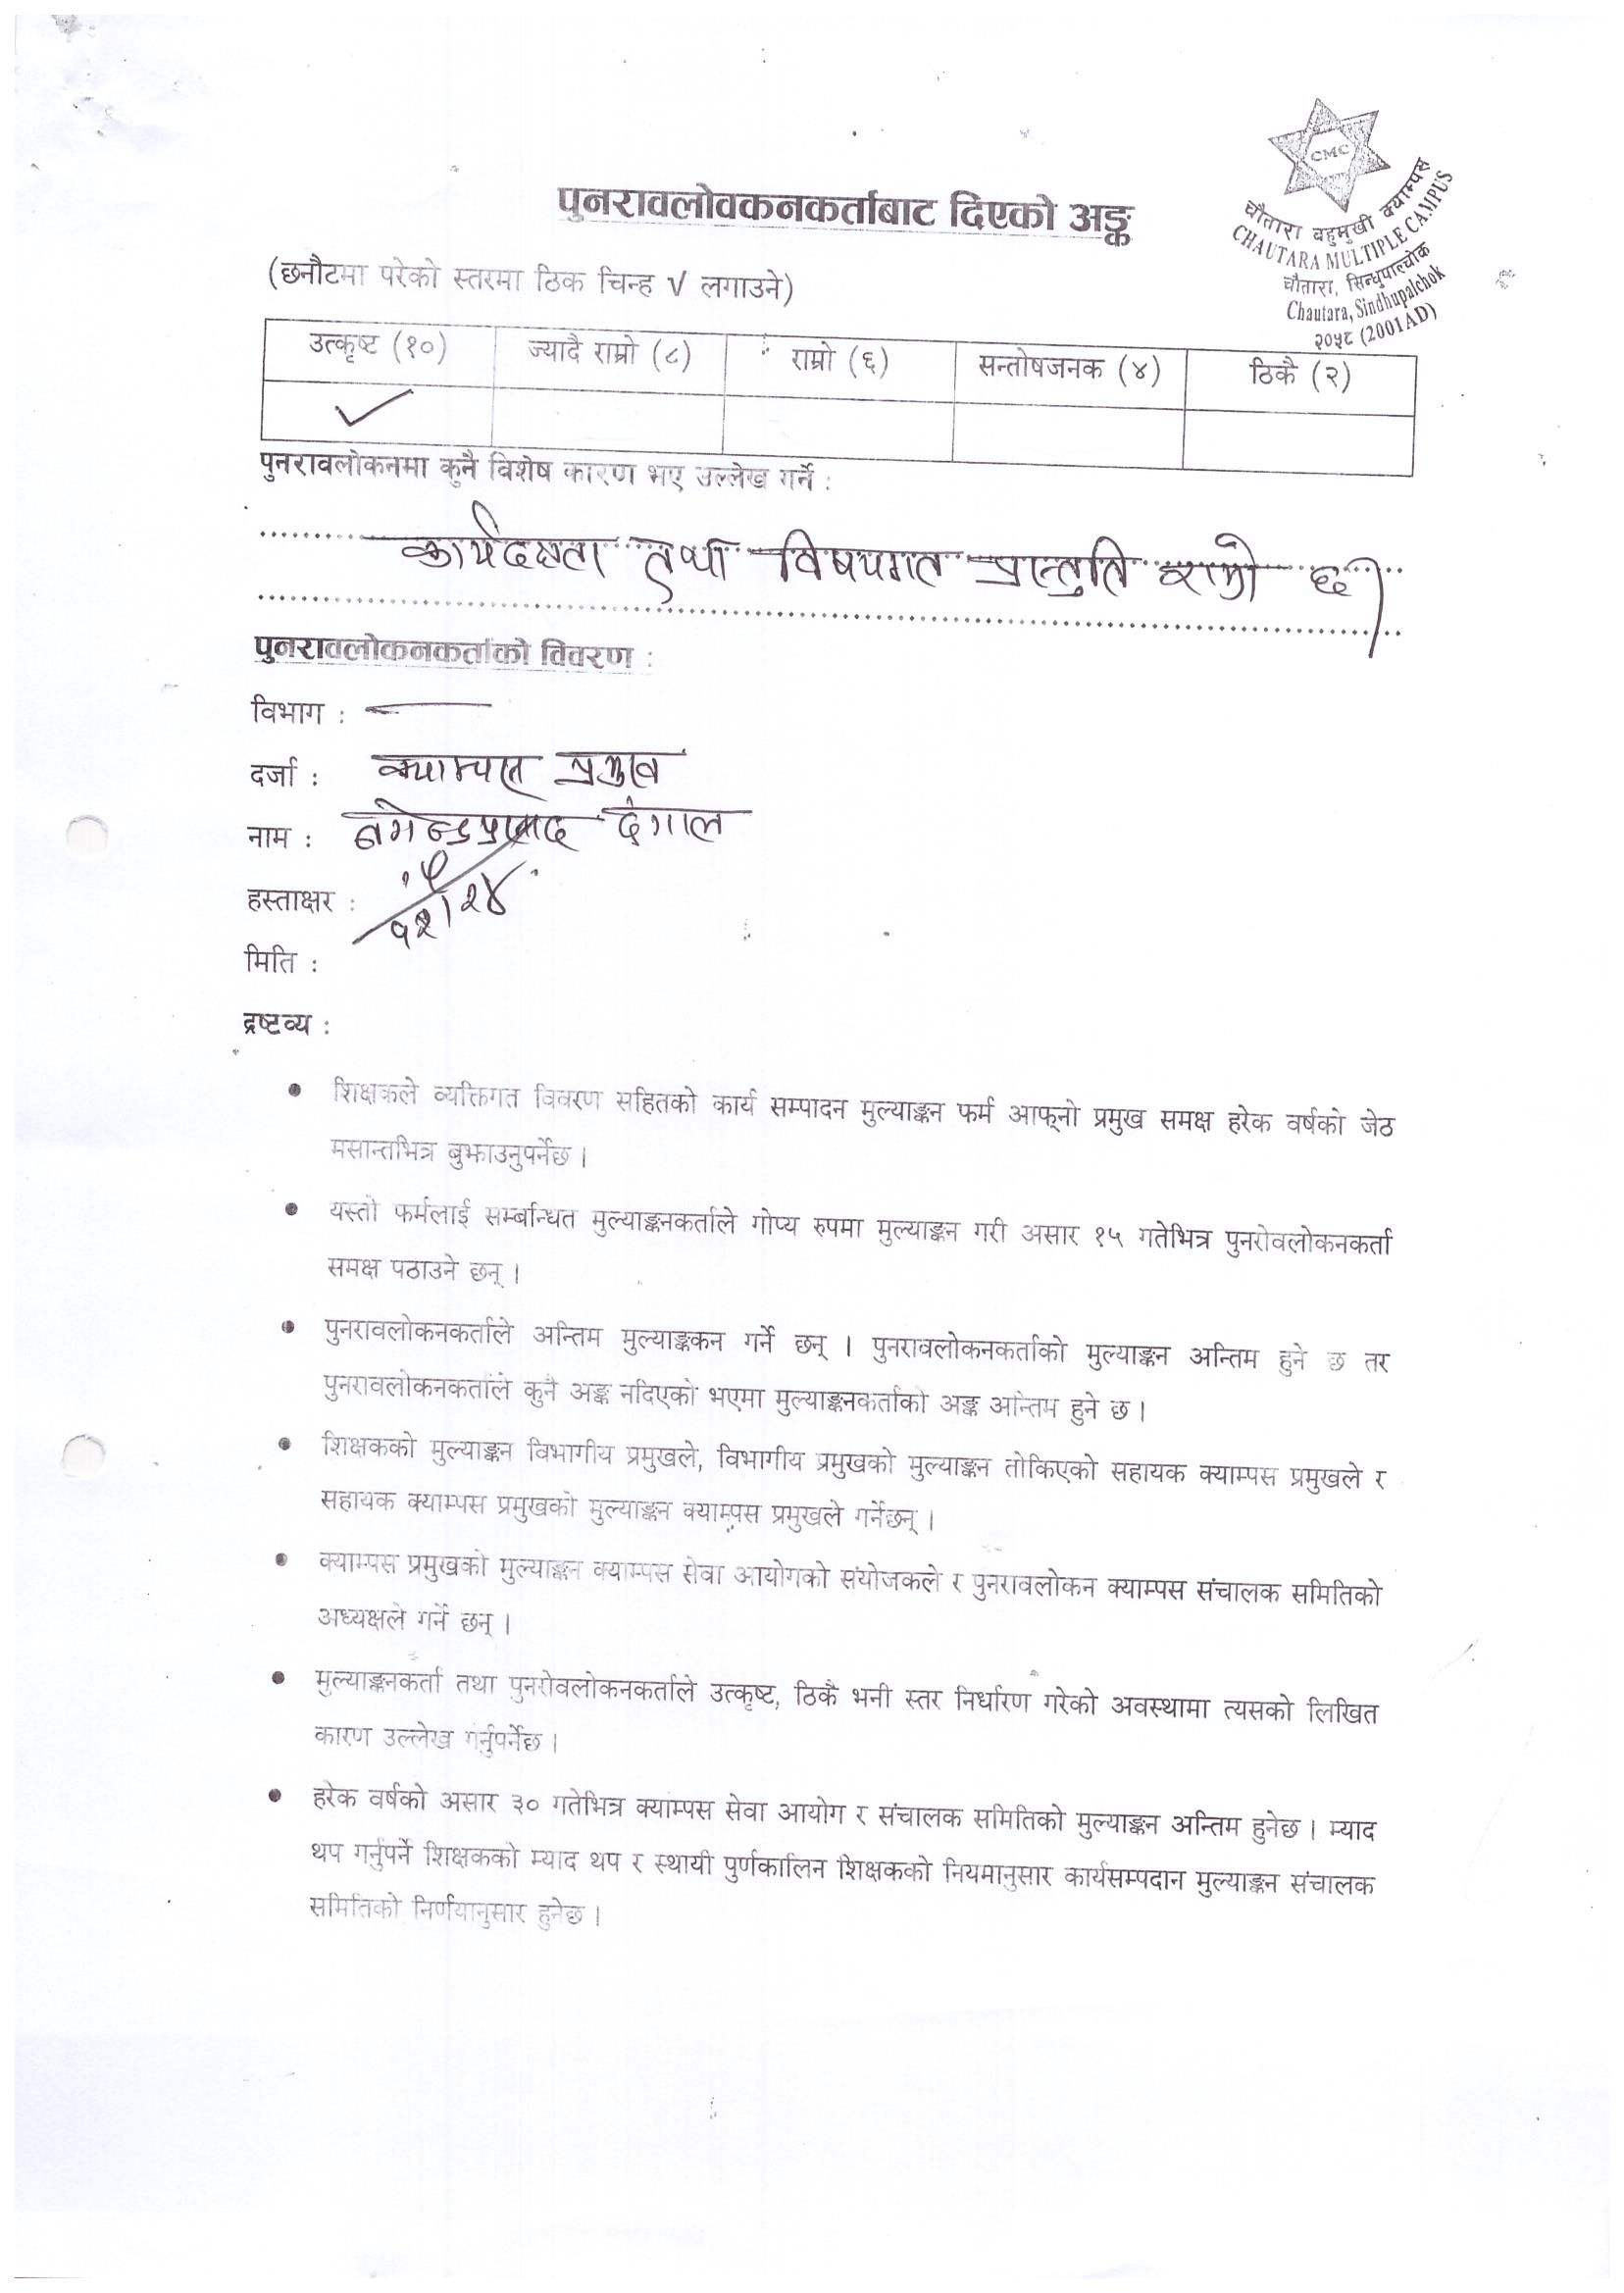 CMC
चौतारा बहुमुखी क्याम्पस
CHAUTARA MULTIPLE CAMPUS
चौतारा, सिन्धुपाल्चोक
Chautara, Sindhupalchok
२०५८ (2001AD)
पुनरावलोवकनकर्ताबाट दिएको अङ्क
(छनौटमा परेको स्तरमा ठिक चिन्ह √ लगाउने)
उत्कृष्ट (१०) ज्यादै राम्रो (८) राम्रो (६) सन्तोषजनक (४) ठिकै (२)
✓
पुनरावलोकनमा कुनै विशेष कारण भए उल्लेख गर्ने :
कार्यदक्षता तथा विषयगत प्रस्तुति राम्रो छ।
पुनरावलोकनकर्ताको विवरण :
विभाग : —
दर्जा : क्याम्पस प्रमुख
नाम : दंगाल
हस्ताक्षर :
मिति :
द्रष्टव्य :
• शिक्षकले व्यक्तिगत विवरण सहितको कार्य सम्पादन मुल्याङ्कन फर्म आफ्नो प्रमुख समक्ष हरेक वर्षको जेठ
मसान्तभित्र बुझाउनुपर्नेछ ।
• यस्तो फर्मलाई सम्बन्धित मुल्याङ्कनकर्ताले गोप्य रुपमा मुल्याङ्कन गरी असार १५ गतेभित्र पुनरोवलोकनकर्ता
समक्ष पठाउने छन् ।
• पुनरावलोकनकर्ताले अन्तिम मुल्याङ्ककन गर्ने छन् । पुनरावलोकनकर्ताको मुल्याङ्कन अन्तिम हुने छ तर
पुनरावलोकनकर्ताले कुनै अङ्क नदिएको भएमा मुल्याङ्कनकर्ताको अङ्क अन्तिम हुने छ ।
• शिक्षकको मुल्याङ्कन विभागीय प्रमुखले, विभागीय प्रमुखको मुल्याङ्कन तोकिएको सहायक क्याम्पस प्रमुखले र
सहायक क्याम्पस प्रमुखको मुल्याङ्कन क्याम्पस प्रमुखले गर्नेछन् ।
• क्याम्पस प्रमुखको मुल्याङ्कन क्याम्पस सेवा आयोगको संयोजकले र पुनरावलोकन क्याम्पस संचालक समितिको
अध्यक्षले गर्ने छन् ।
• मुल्याङ्कनकर्ता तथा पुनरोवलोकनकर्ताले उत्कृष्ट, ठिकै भनी स्तर निर्धारण गरेको अवस्थामा त्यसको लिखित
कारण उल्लेख गर्नुपर्नेछ ।
• हरेक वर्षको असार ३० गतेभित्र क्याम्पस सेवा आयोग र संचालक समितिको मुल्याङ्कन अन्तिम हुनेछ । म्याद
थप गर्नुपर्ने शिक्षकको म्याद थप र स्थायी पुर्णकालिन शिक्षकको नियमानुसार कार्यसम्पदान मुल्याङ्कन संचालक
समितिको निर्णयानुसार हुनेछ ।